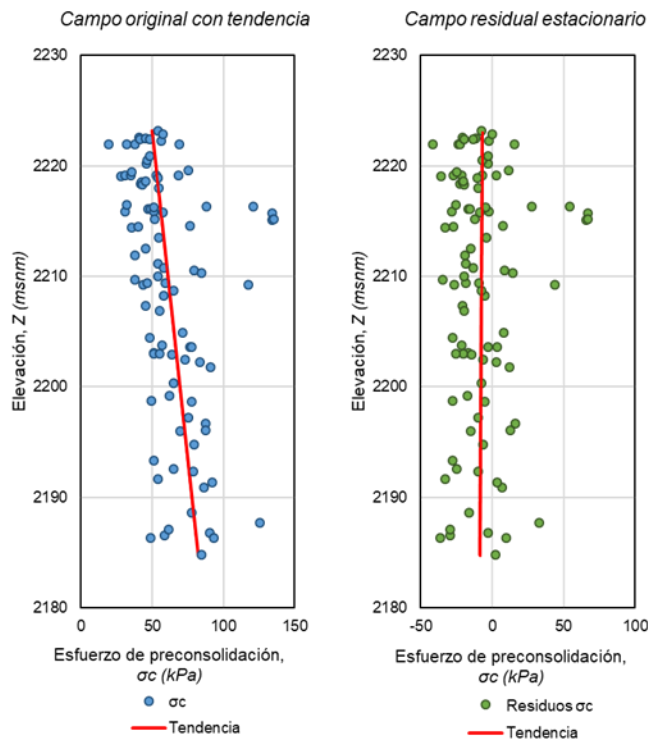 Campo original con tendencia
2230
2220
2210
2200
2190
2180
Elevación, Z (msnm)
0
50
100
150
Esfuerzo de preconsolidación,
σc (kPa)
σc
Tendencia
Campo residual estacionario
2230
2220
2210
2200
2190
2180
Elevación, Z (msnm)
-50
0
50
100
Esfuerzo de preconsolidación,
σc (kPa)
Residuos σc
Tendencia